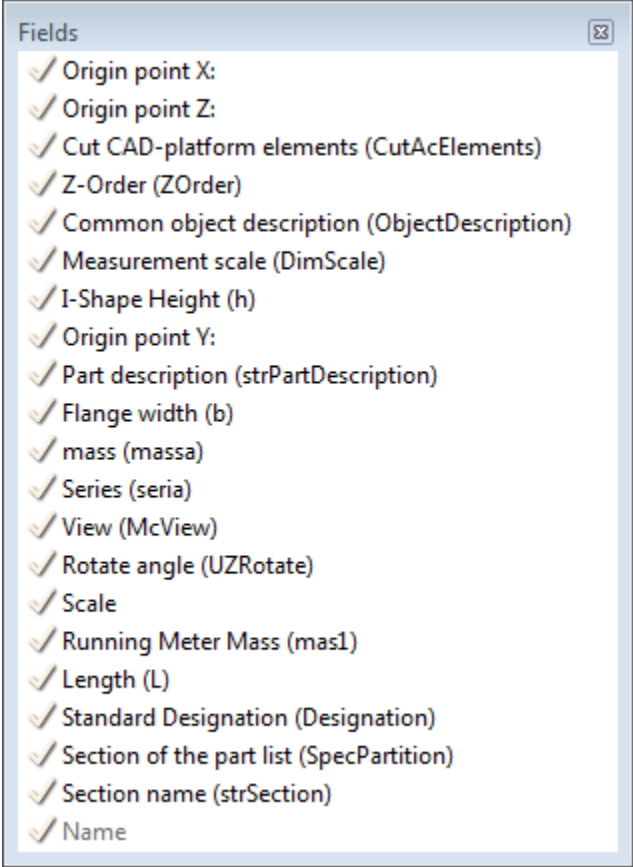 Fields
Origin point X:
Origin point Z:
Cut CAD-platform elements (CutAcElements)
Z-Order (ZOrder)
Common object description (ObjectDescription)
Measurement scale (DimScale)
I-Shape Height (h)
Origin point Y:
Part description (strPartDescription)
Flange width (b)
mass (massa)
Series (seria)
View (McView)
Rotate angle (UZRotate)
Scale
Running Meter Mass (mas1)
Length (L)
Standard Designation (Designation)
Section of the part list (SpecPartition)
Section name (strSection)
Name